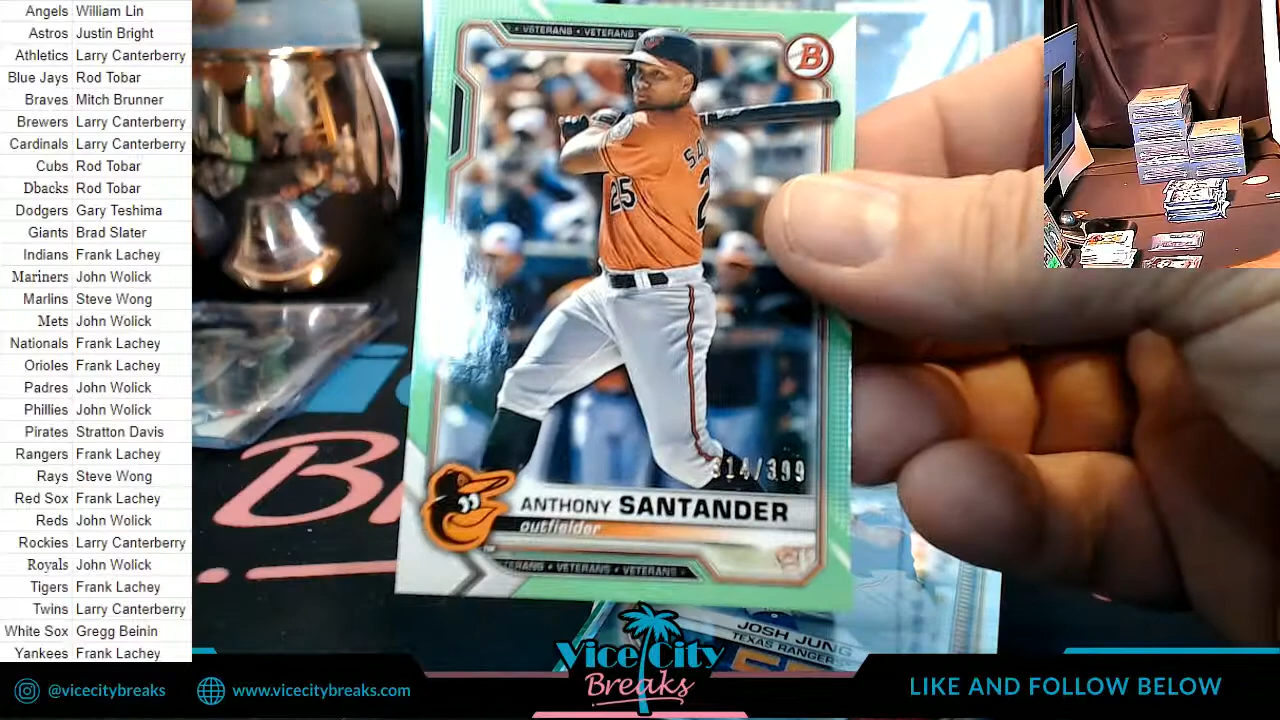 Angels William Lin
Astros Justin Bright
Athletics Larry Canterberry
Blue Jays Rod Tobar
Braves Mitch Brunner
Brewers Larry Canterberry
Cardinals Larry Canterberry
Cubs Rod Tobar
Dbacks Rod Tobar
Dodgers Gary Teshima
Giants Brad Slater
Indians Frank Lachey
Mariners John Wolick
Marlins Steve Wong
Mets John Wolick
Nationals Frank Lachey
Orioles Frank Lachey
Padres John Wolick
Phillies John Wolick
Pirates Stratton Davis
Rangers Frank Lachey
Rays Steve Wong
Red Sox Frank Lachey
Reds John Wolick
Rockies Larry Canterberry
Royals John Wolick
Tigers Frank Lachey
Twins Larry Canterberry
White Sox Gregg Beinin
Yankees Frank Lachey
• VETERANS • VETERANS •
B
25
314/399
ANTHONY SANTANDER
outfielder
• VETERANS • VETERANS
JOSH JUNG
TEXAS RANGERS
Vice City
Breaks
@vicecitybreaks
www.vicecitybreaks.com
LIKE AND FOLLOW BELOW